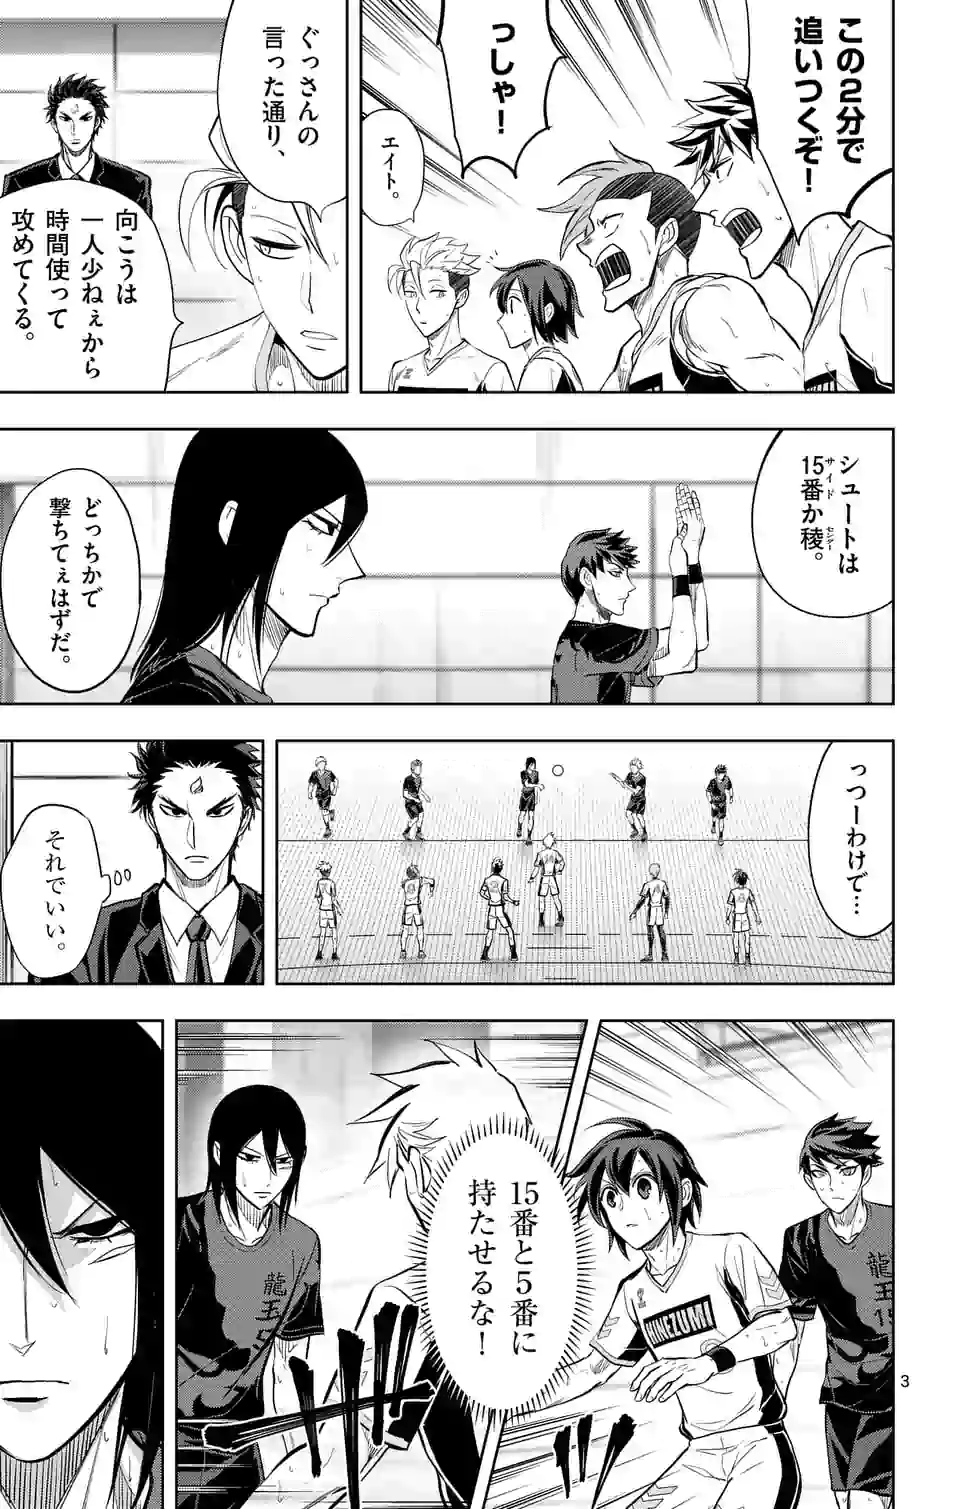 この2分で
追いつくぞ！
っしゃ！
エイト。
ぐっさんの
言った通り、
向こうは
一人少ねぇから
時間使って
攻めてくる。
シュートは
15番か稜。
サイド
センター
どっちかで
撃ちてぇはずだ。
っつーわけで…
それでいい。
15番と5番に
持たせるな！
HINEZUMI
龍玉
15
龍玉
5
3